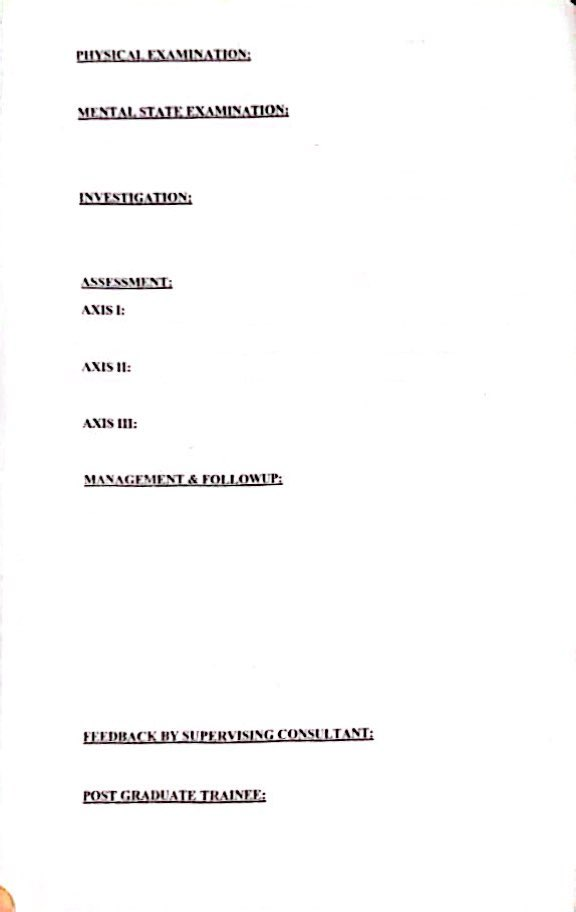 PHYSICAL EXAMINATION:
MENTAL STATE EXAMINATION:
INVESTIGATION:
ASSESSMENT:
AXIS I:
AXIS II:
AXIS III:
MANAGEMENT & FOLLOWUP:
FEEDBACK BY SUPERVISING CONSULTANT:
POST GRADUATE TRAINEE: